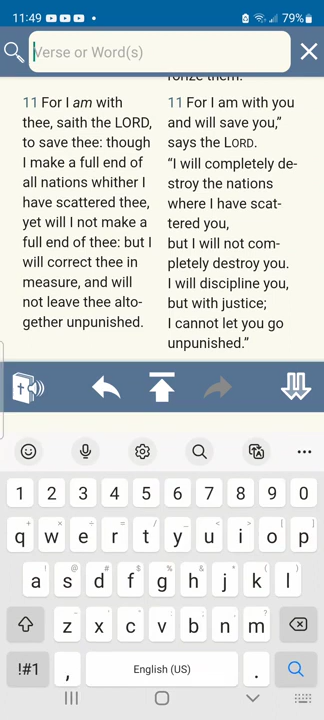 11:49
79%
Verse or Word(s)
ronize them.
11 For I am with
thee, saith the LORD,
to save thee: though
I make a full end of
all nations whither I
have scattered thee,
yet will I not make a
full end of thee: but I
will correct thee in
measure, and will
not leave thee alto-
gether unpunished.
11 For I am with you
and will save you,”
says the LORD.
“I will completely de-
stroy the nations
where I have scat-
tered you,
but I will not com-
pletely destroy you.
I will discipline you,
but with justice;
I cannot let you go
unpunished.”
1 2 3 4 5 6 7 8 9 0
+ × ÷ = / _ < > [ ]
q w e r t y u i o p
! @ # $ % ^ & * ( )
a s d f g h j k l
- ' " : ; , ?
z x c v b n m
!#1 , English (US) .